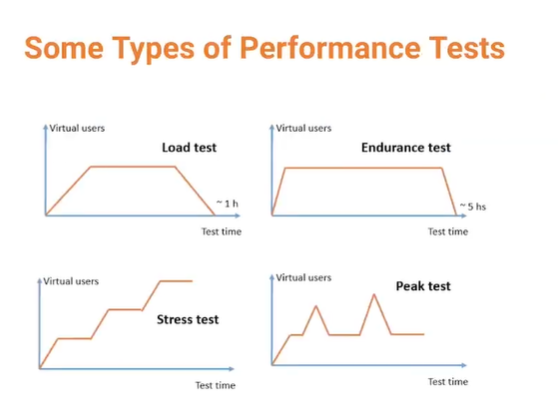 Some Types of Performance Tests
Virtual users
Load test
~ 1 h
Test time
Virtual users
Endurance test
~ 5 hs
Test time
Virtual users
Stress test
Test time
Virtual users
Peak test
Test time